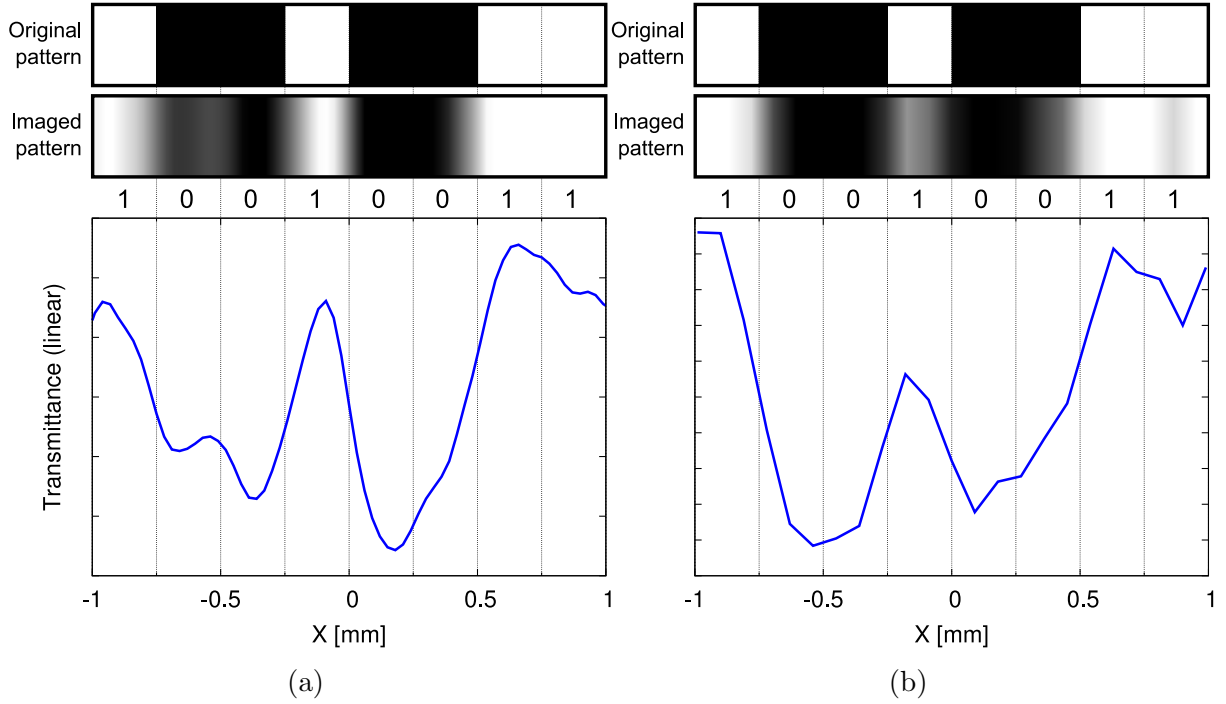 Original
pattern
Imaged
pattern
1 0 0 1 0 0 1 1
Transmittance (linear)
-1 -0.5 0 0.5 1
X [mm]
(a)
Original
pattern
Imaged
pattern
1 0 0 1 0 0 1 1
-1 -0.5 0 0.5 1
X [mm]
(b)